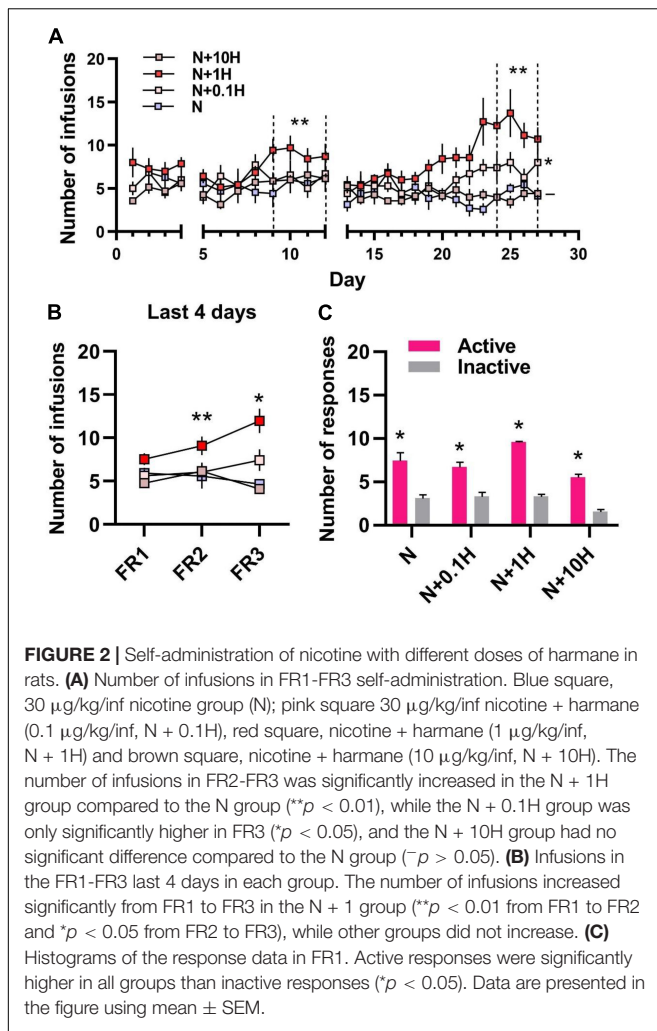 A
N+10H
N+1H
N+0.1H
N
Number of infusions
20
15
10
5
0
**
**
*
–
0
5
10
15
20
25
30
Day
B
Last 4 days
Number of infusions
20
15
10
5
0
**
*
FR1
FR2
FR3
C
Active
Inactive
Number of responses
20
15
10
5
0
*
*
*
*
N
N+0.1H
N+1H
N+10H
FIGURE 2 | Self-administration of nicotine with different doses of harmane in
rats. (A) Number of infusions in FR1-FR3 self-administration. Blue square,
30 μg/kg/inf nicotine group (N); pink square 30 μg/kg/inf nicotine + harmane
(0.1 μg/kg/inf, N + 0.1H), red square, nicotine + harmane (1 μg/kg/inf,
N + 1H) and brown square, nicotine + harmane (10 μg/kg/inf, N + 10H). The
number of infusions in FR2-FR3 was significantly increased in the N + 1H
group compared to the N group (**p < 0.01), while the N + 0.1H group was
only significantly higher in FR3 (*p < 0.05), and the N + 10H group had no
significant difference compared to the N group (⁻p > 0.05). (B) Infusions in
the FR1-FR3 last 4 days in each group. The number of infusions increased
significantly from FR1 to FR3 in the N + 1 group (**p < 0.01 from FR1 to FR2
and *p < 0.05 from FR2 to FR3), while other groups did not increase. (C)
Histograms of the response data in FR1. Active responses were significantly
higher in all groups than inactive responses (*p < 0.05). Data are presented in
the figure using mean ± SEM.